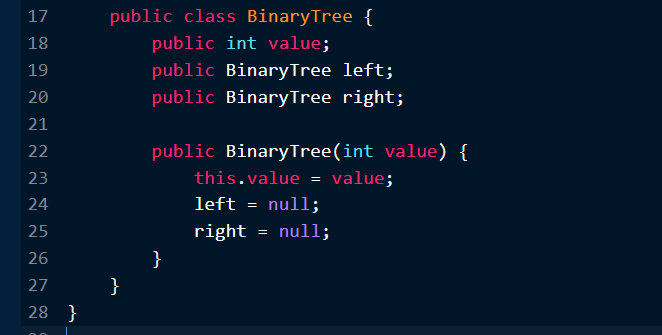 17 public class BinaryTree {
18 public int value;
19 public BinaryTree left;
20 public BinaryTree right;
21
22 public BinaryTree(int value) {
23 this.value = value;
24 left = null;
25 right = null;
26 }
27 }
28 }